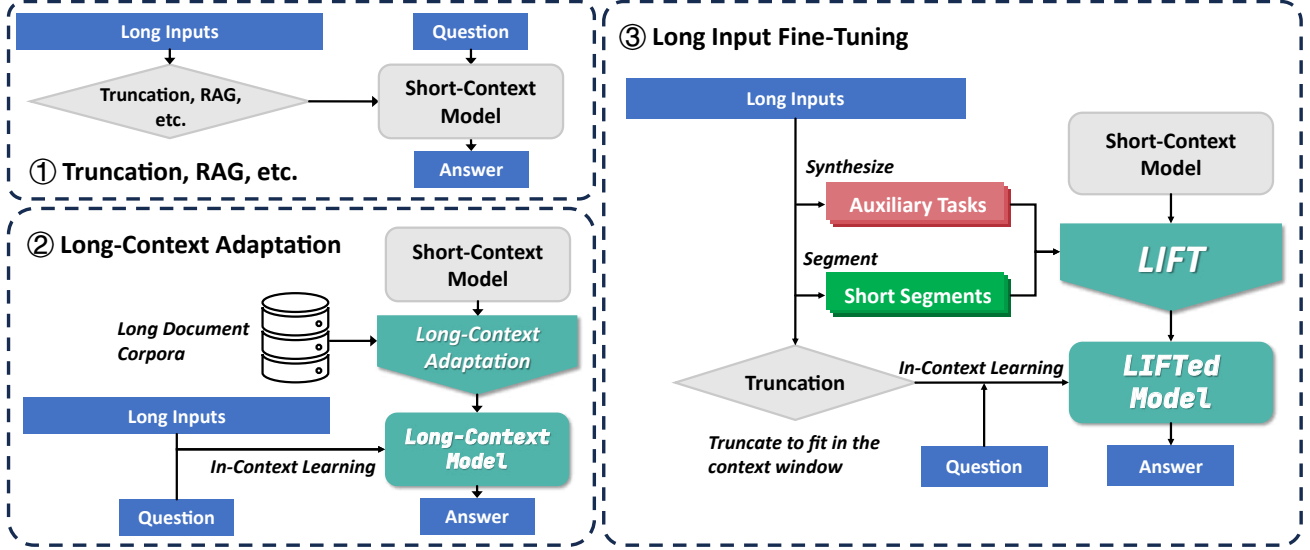 Long Inputs
Question
Truncation, RAG,
etc.
Short-Context
Model
Answer
① Truncation, RAG, etc.
② Long-Context Adaptation
Short-Context
Model
Long Document
Corpora
Long-Context
Adaptation
Long Inputs
In-Context Learning
Long-Context
Model
Question
Answer
③ Long Input Fine-Tuning
Long Inputs
Short-Context
Model
Synthesize
Auxiliary Tasks
LIFT
Segment
Short Segments
Truncation
In-Context Learning
LIFTed
Model
Truncate to fit in the
context window
Question
Answer